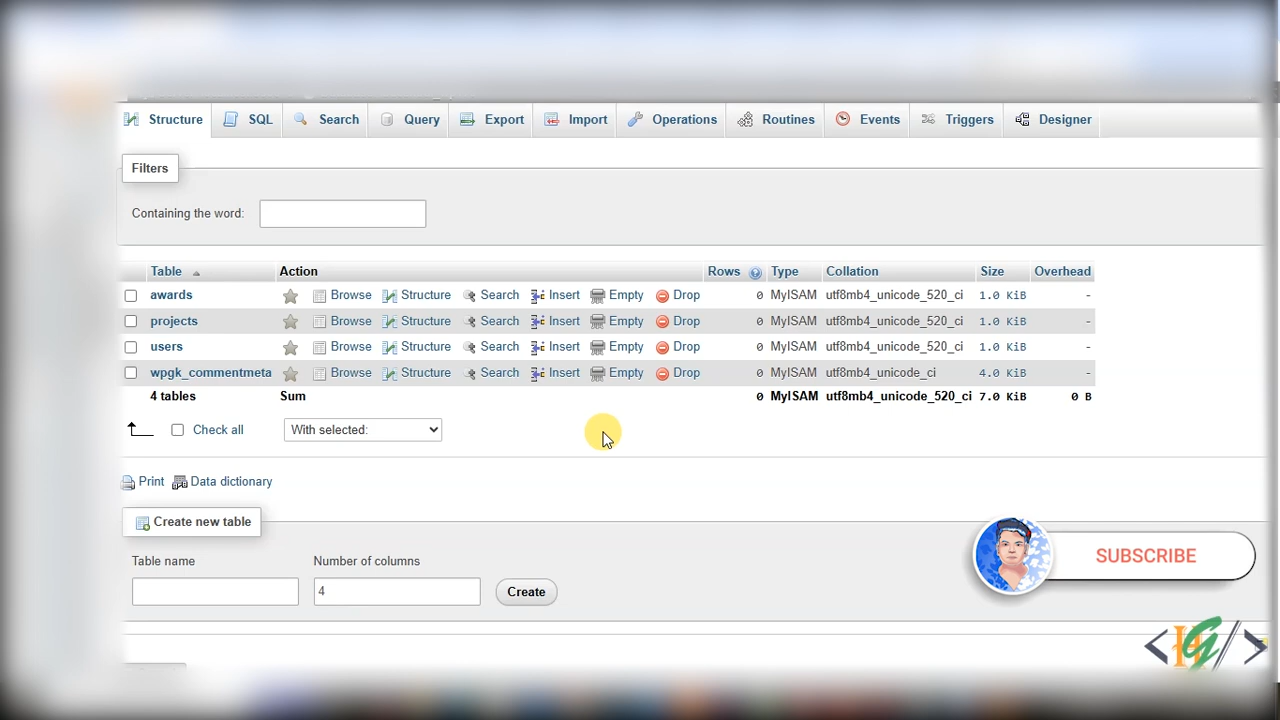 Structure SQL Search Query Export Import Operations Routines Events Triggers Designer
Filters
Containing the word:
Table Action Rows Type Collation Size Overhead
awards Browse Structure Search Insert Empty Drop 0 MyISAM utf8mb4_unicode_520_ci 1.0 KiB -
projects Browse Structure Search Insert Empty Drop 0 MyISAM utf8mb4_unicode_520_ci 1.0 KiB -
users Browse Structure Search Insert Empty Drop 0 MyISAM utf8mb4_unicode_520_ci 1.0 KiB -
wpgk_commentmeta Browse Structure Search Insert Empty Drop 0 MyISAM utf8mb4_unicode_ci 4.0 KiB -
4 tables Sum 0 MyISAM utf8mb4_unicode_520_ci 7.0 KiB 0 B
Check all With selected:
Print Data dictionary
Create new table
Table name Number of columns
4 Create
SUBSCRIBE
<HG/>